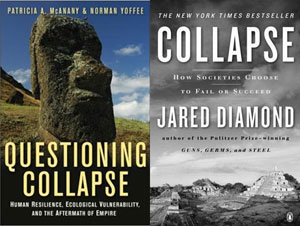 PATRICIA A. McANANY & NORMAN YOFFEE
QUESTIONING
COLLAPSE
HUMAN RESILIENCE, ECOLOGICAL VULNERABILITY,
AND THE AFTERMATH OF EMPIRE
THE NEW YORK TIMES BESTSELLER
COLLAPSE
HOW SOCIETIES CHOOSE
TO FAIL OR SUCCEED
JARED DIAMOND
author of the Pulitzer Prize-winning
GUNS, GERMS, and STEEL